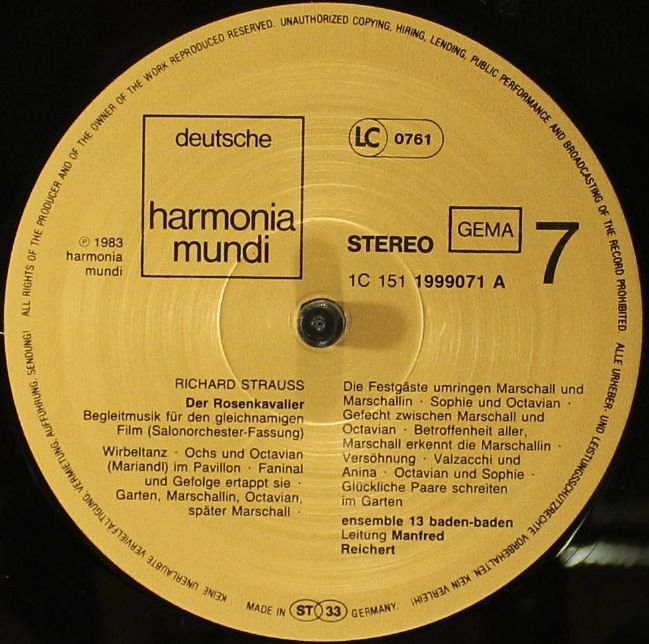 ALL RIGHTS OF THE PRODUCER AND OF THE OWNER OF THE WORK REPRODUCED RESERVED. UNAUTHORIZED COPYING, HIRING, LENDING, PUBLIC PERFORMANCE AND BROADCASTING OF THE RECORD PROHIBITED.
deutsche
harmonia
mundi
LC 0761
℗ 1983
harmonia
mundi
STEREO
GEMA
7
1C 151 1999071 A
RICHARD STRAUSS
Der Rosenkavalier
Begleitmusik für den gleichnamigen
Film (Salonorchester-Fassung)
Wirbeltanz · Ochs und Octavian
(Mariandl) im Pavillon · Faninal
und Gefolge ertappt sie ·
Garten, Marschallin, Octavian,
später Marschall ·
Die Festgäste umringen Marschall und
Marschallin · Sophie und Octavian ·
Gefecht zwischen Marschall und
Octavian · Betroffenheit aller,
Marschall erkennt die Marschallin ·
Versöhnung · Valzacchi und
Anina · Octavian und Sophie ·
Glückliche Paare schreiten
im Garten
ensemble 13 baden-baden
Leitung Manfred
Reichert
ALLE URHEBER- UND LEISTUNGSSCHUTZRECHTE VORBEHALTEN. KEIN VERLEIH!
KEINE UNERLAUBTE VERVIELFÄLTIGUNG, VERMIETUNG, AUFFÜHRUNG, SENDUNG!
MADE IN ST 33 GERMANY.